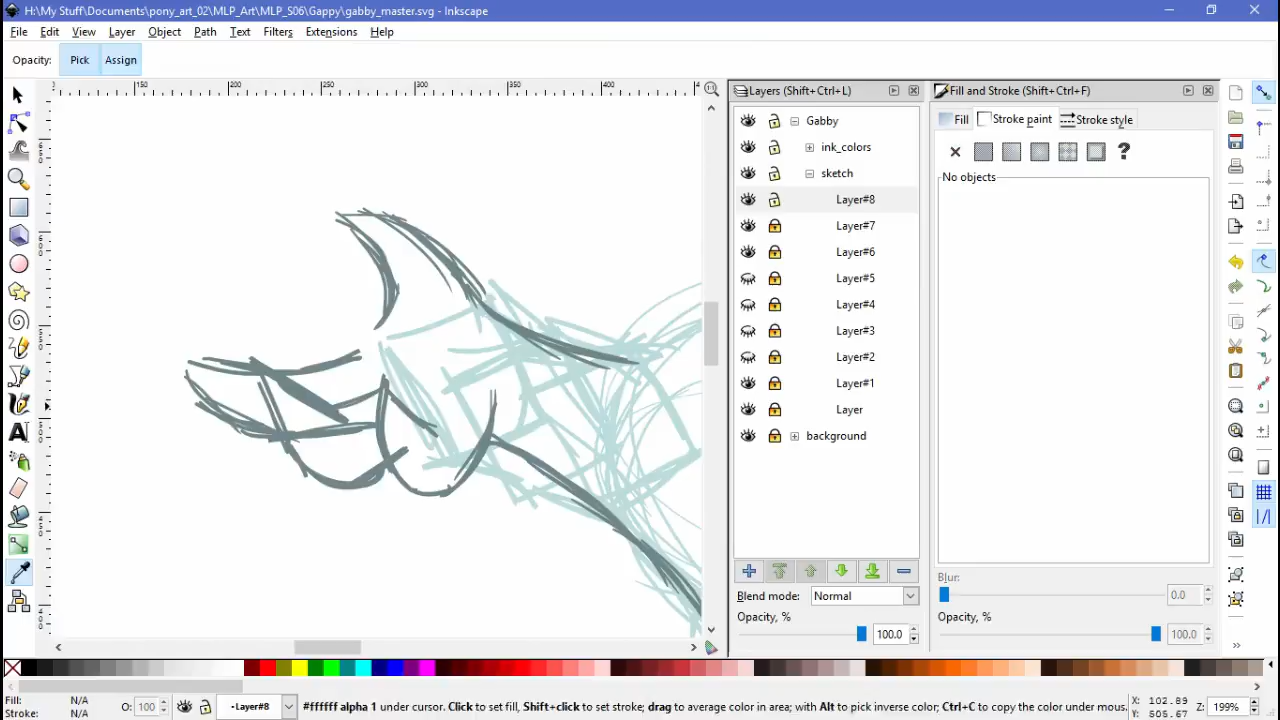 H:\My Stuff\Documents\pony_art_02\MLP_Art\MLP_S06\Gappy\gabby_master.svg - Inkscape
File Edit View Layer Object Path Text Filters Extensions Help
Opacity: Pick Assign
150 200 250 300 350 400
Layers (Shift+Ctrl+L)
Fill and Stroke (Shift+Ctrl+F)
Gabby
ink_colors
sketch
Layer#8
Layer#7
Layer#6
Layer#5
Layer#4
Layer#3
Layer#2
Layer#1
Layer
background
Blend mode: Normal
Opacity, %
100.0
Fill Stroke paint Stroke style
?
No objects
Blur:
0.0
Opacity, %
100.0
Fill: N/A
Stroke: N/A
O: 100
-Layer#8
#ffffff alpha 1 under cursor. Click to set fill, Shift+click to set stroke; drag to average color in area; with Alt to pick inverse color; Ctrl+C to copy the color under mous.
X: 102.89
Y: 505.67
Z: 199%